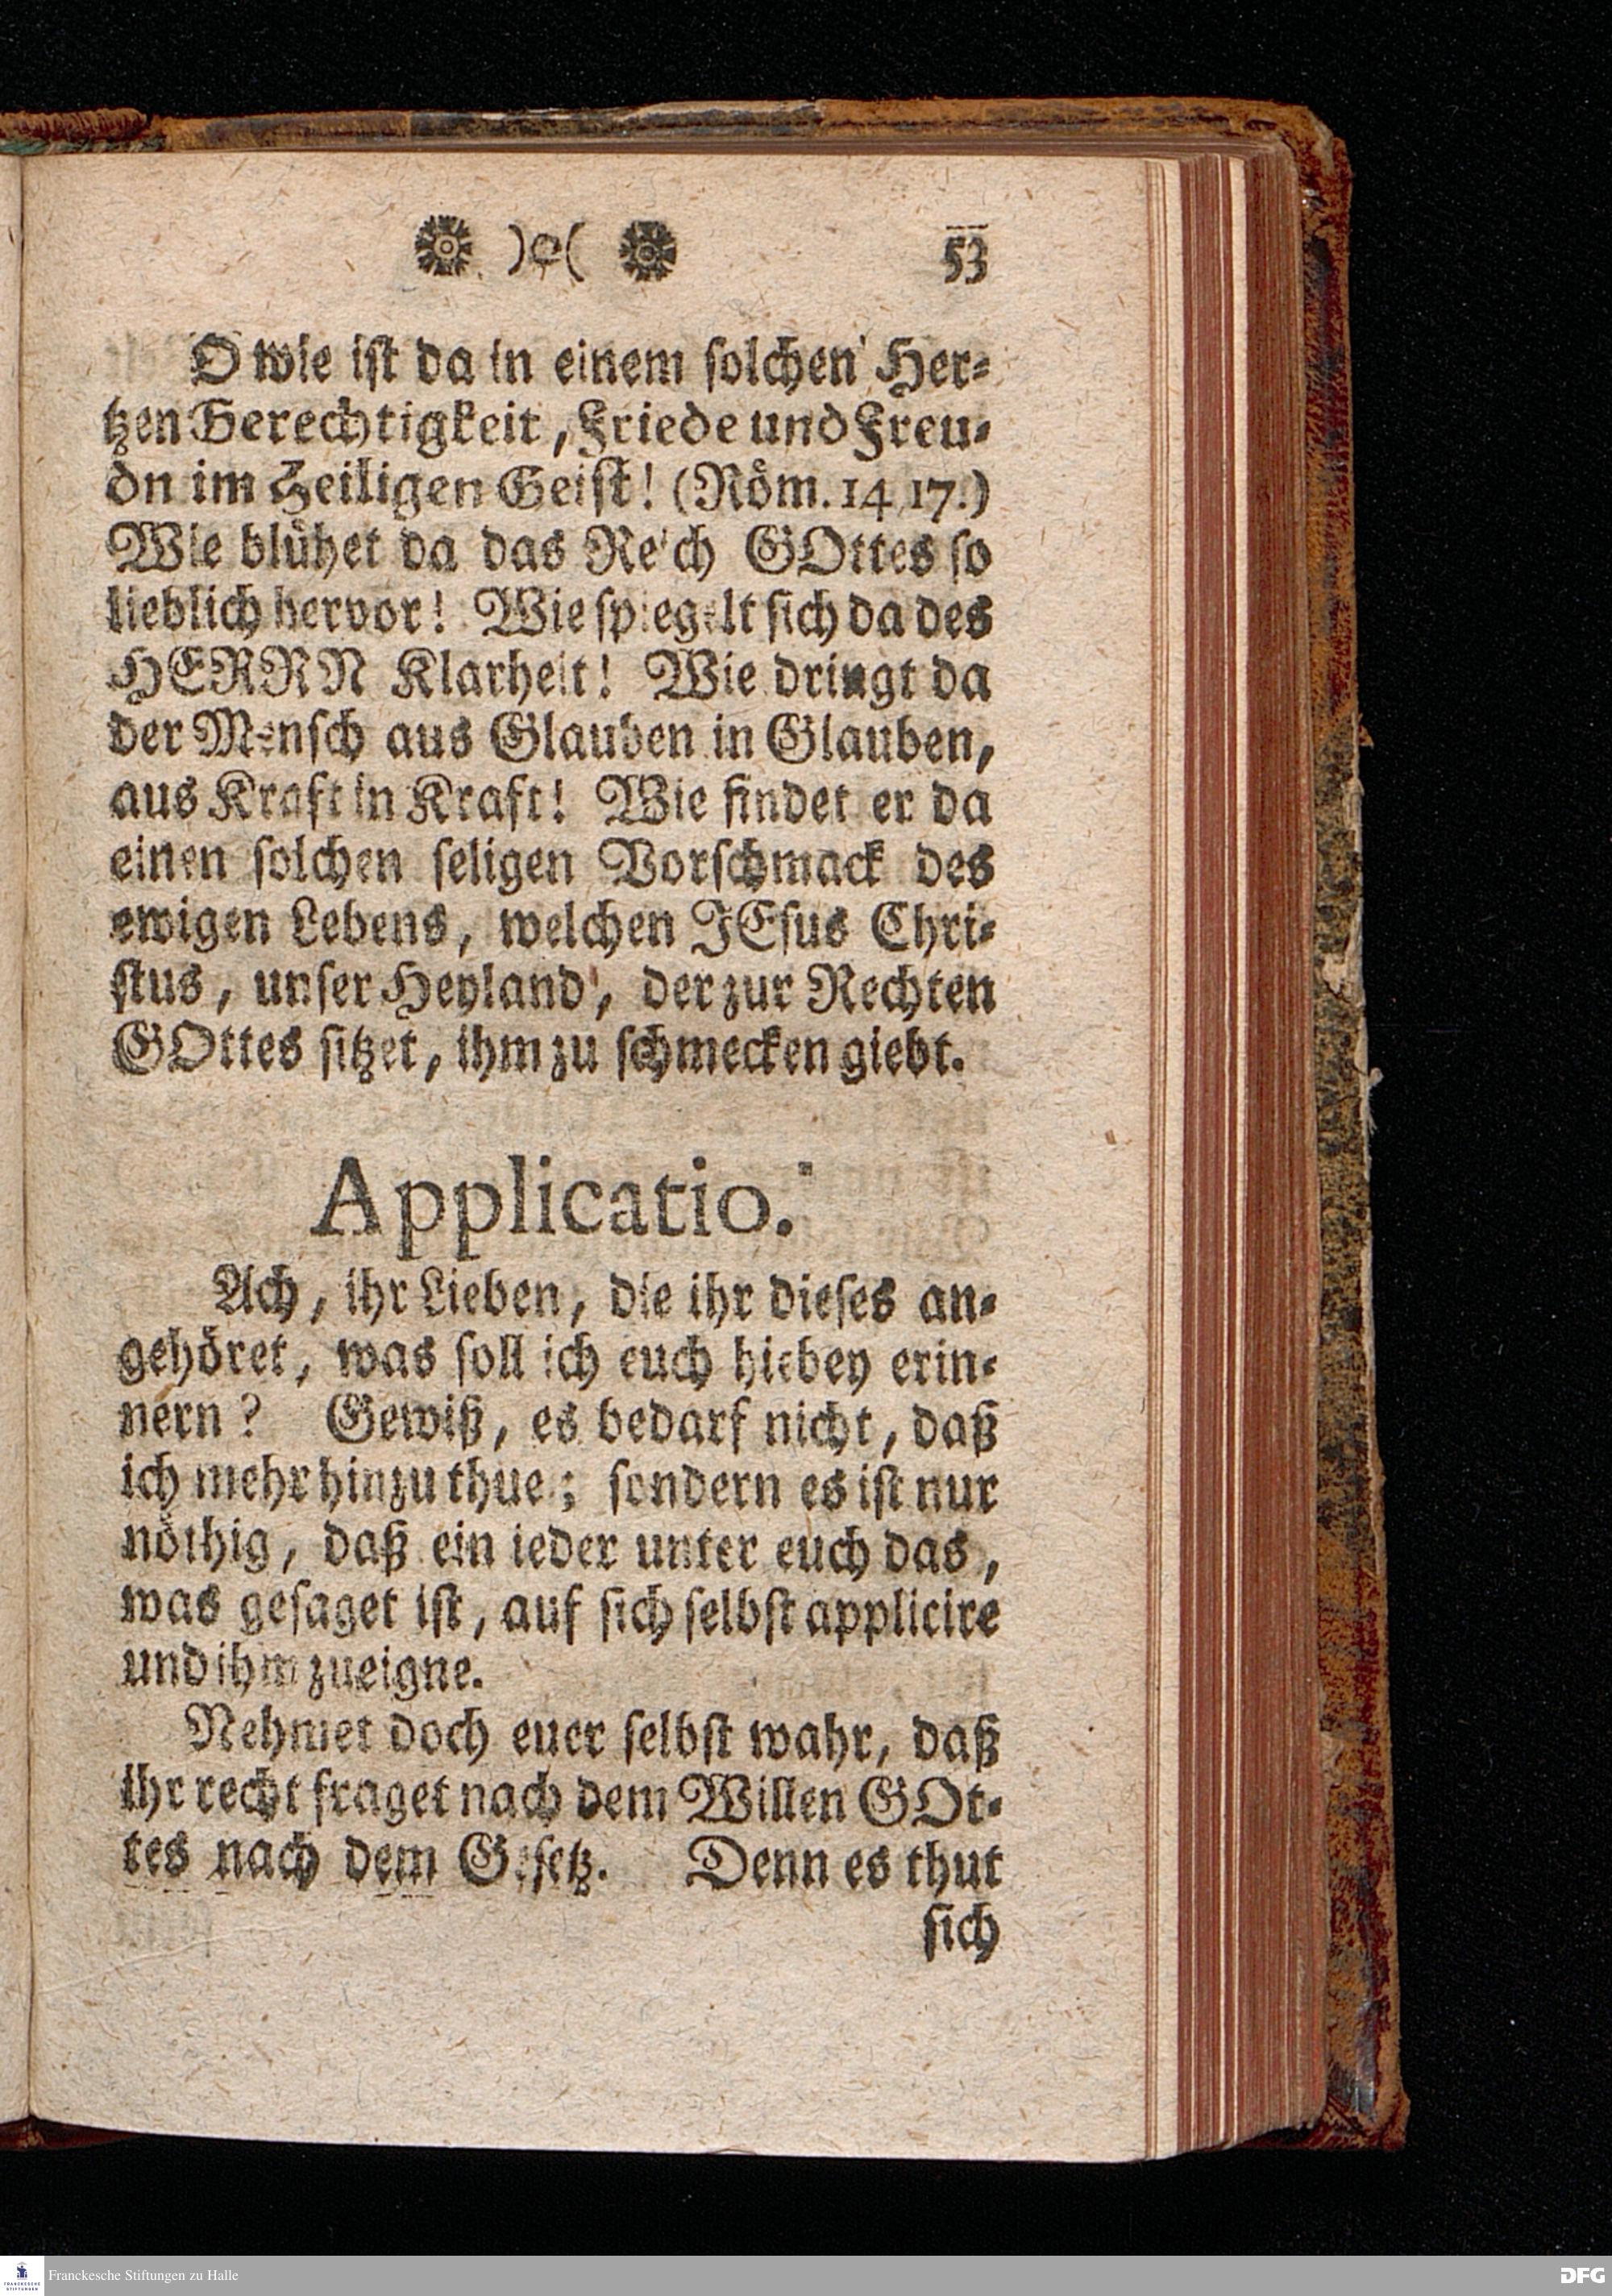 )o( 53
O wie ist da in einem solchen Her-
tzen Gerechtigkeit, Friede und Freu-
dn im Heiligen Geist! (Röm. 14, 17.)
Wie blühet da das Reich GOttes so
lieblich hervor! Wie spiegelt sich da des
HERRN Klarheit! Wie dringt da
der Mensch aus Glauben in Glauben,
aus Kraft in Kraft! Wie findet er da
einen solchen seligen Vorschmack des
ewigen Lebens, welchen JEsus Chri-
stus, unser Heyland, der zur Rechten
GOttes sitzet, ihm zu schmecken giebt.
Applicatio.
Ach, ihr Lieben, die ihr dieses an-
gehöret, was soll ich euch hiebey erin-
nern? Gewiß, es bedarf nicht, daß
ich mehr hinzu thue; sondern es ist nur
nöthig, daß ein ieder unter euch das,
was gesaget ist, auf sich selbst applicire
und ihm zueigne.
Nehmet doch euer selbst wahr, daß
ihr recht fraget nach dem Willen GOt-
tes nach dem Gesetz. Denn es thut
sich
FRANCKESCHE STIFTUNGEN
Franckesche Stiftungen zu Halle
DFG